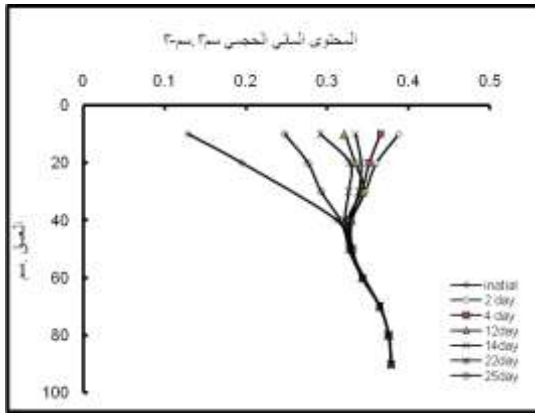 المحتوى المائي الحجمي سم٣.سم-٣
0 0.1 0.2 0.3 0.4 0.5
0
20
40
60
80
100
العمق سم
inatial
2 day
4 day
12day
14day
22day
25day